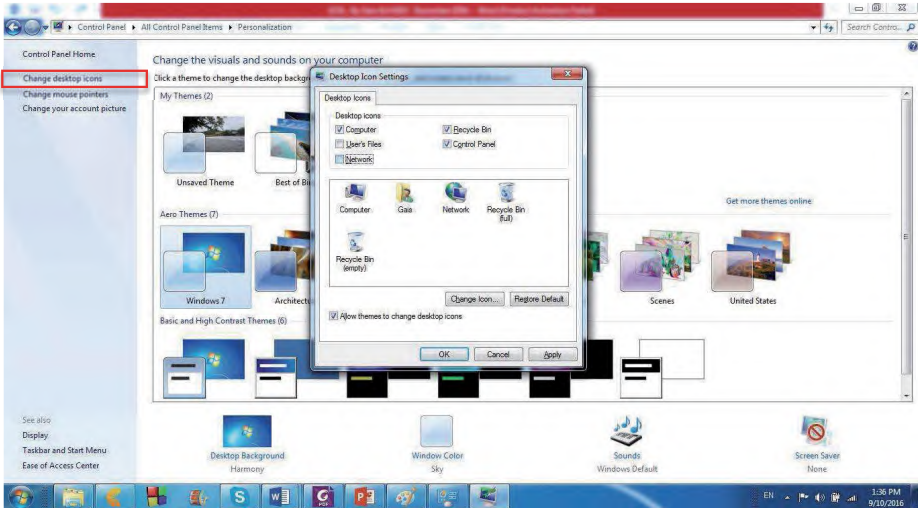 Control Panel ▸ All Control Panel Items ▸ Personalization
Search Contro...
Control Panel Home
Change desktop icons
Change mouse pointers
Change your account picture
Change the visuals and sounds on your computer
Click a theme to change the desktop backgr
My Themes (2)
Unsaved Theme
Best of Bi
Get more themes online
Aero Themes (7)
Windows 7
Architect
Scenes
United States
Basic and High Contrast Themes (6)
Desktop Icon Settings
Desktop Icons
Desktop icons
Computer
Recycle Bin
User's Files
Control Panel
Network
Computer
Gais
Network
Recycle Bin
(full)
Recycle Bin
(empty)
Change Icon...
Restore Default
Allow themes to change desktop icons
OK
Cancel
Apply
See also
Display
Taskbar and Start Menu
Ease of Access Center
Desktop Background
Harmony
Window Color
Sky
Sounds
Windows Default
Screen Saver
None
EN
1:36 PM
9/10/2016